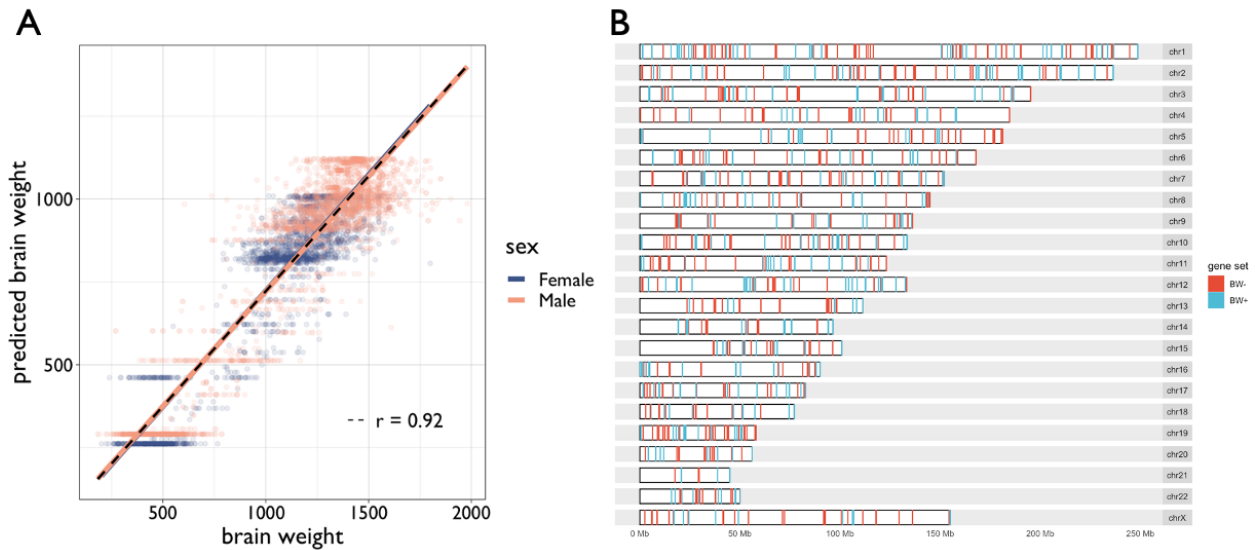 A
predicted brain weight
1000
500
500
1000
1500
2000
brain weight
r = 0.92
sex
Female
Male
B
chr1
chr2
chr3
chr4
chr5
chr6
chr7
chr8
chr9
chr10
chr11
chr12
chr13
chr14
chr15
chr16
chr17
chr18
chr19
chr20
chr21
chr22
chrX
0 Mb
50 Mb
100 Mb
150 Mb
200 Mb
250 Mb
gene set
BW-
BW+